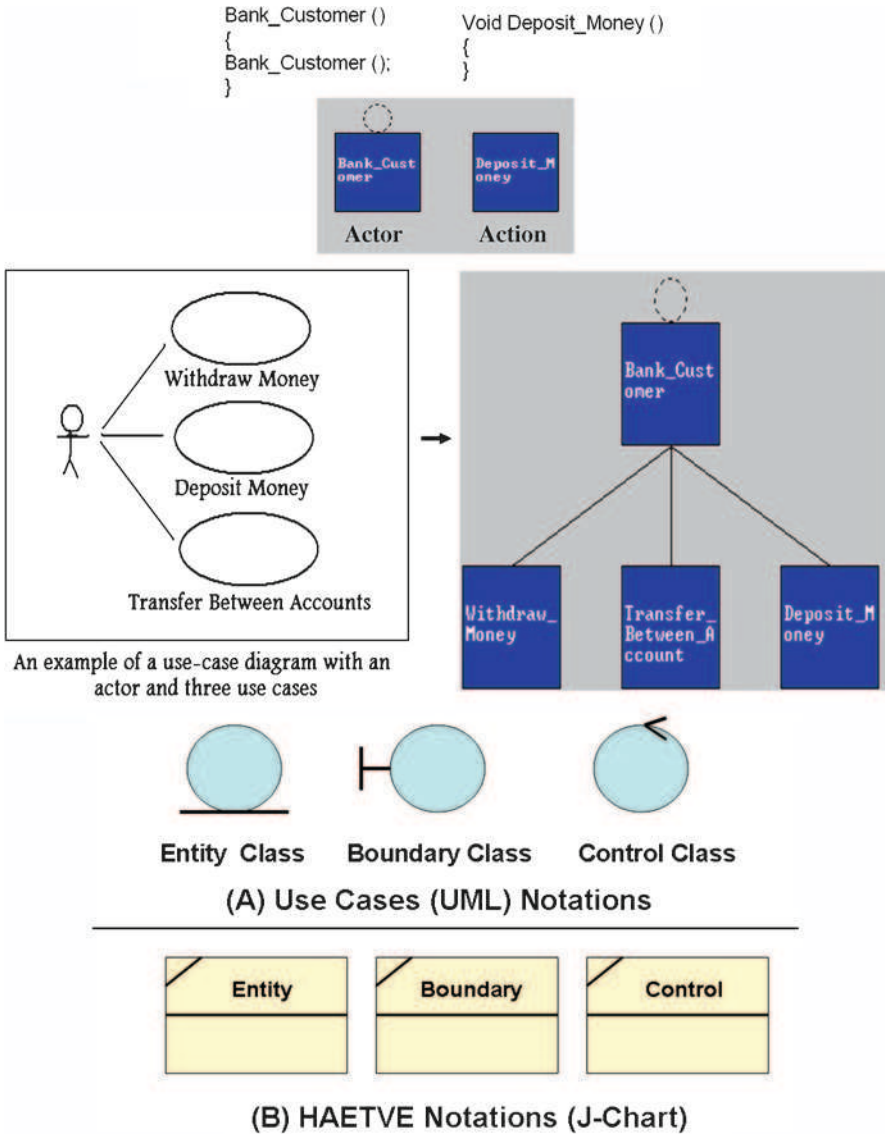 Bank_Customer ()
{
Bank_Customer ();
}
Void Deposit_Money ()
{
}
Bank_Cust
omer
Deposit_M
oney
Actor
Action
Withdraw Money
Deposit Money
Transfer Between Accounts
An example of a use-case diagram with an
actor and three use cases
Bank_Cust
omer
Withdraw_
Money
Transfer_
Between_A
ccount
Deposit_M
oney
Entity Class
Boundary Class
Control Class
(A) Use Cases (UML) Notations
Entity
Boundary
Control
(B) HAETVE Notations (J-Chart)